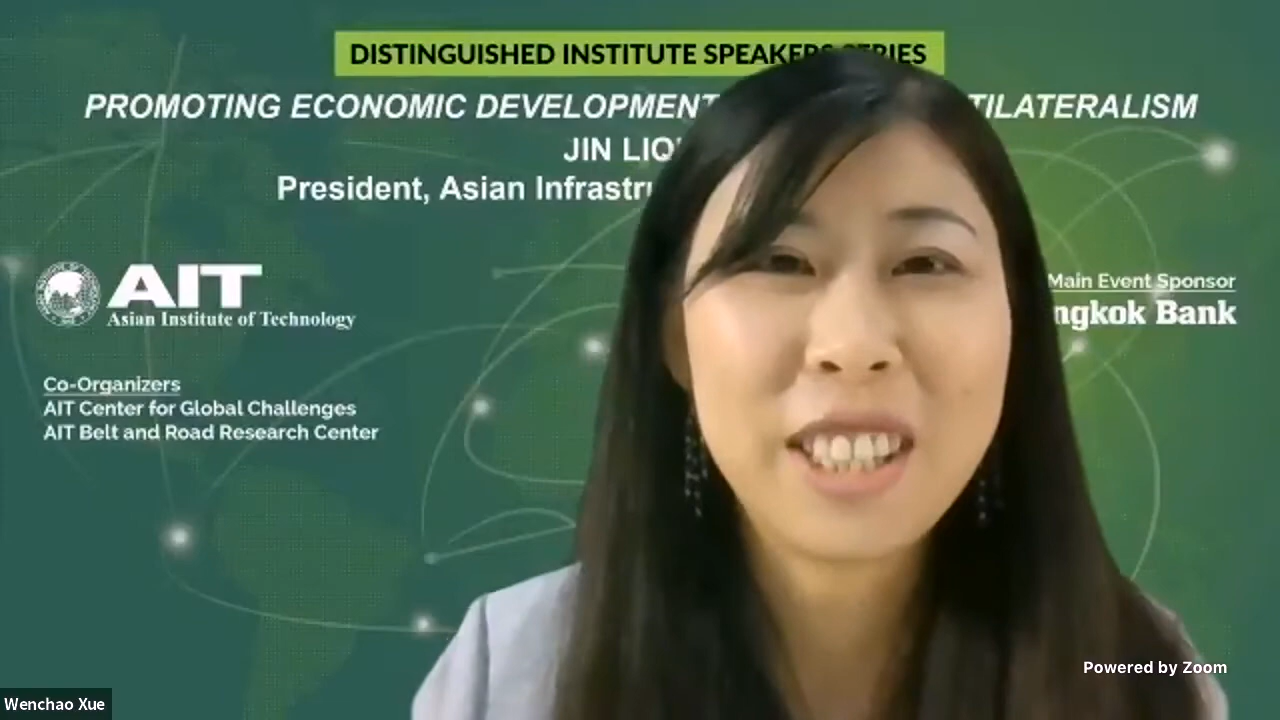 DISTINGUISHED INSTITUTE SPEAKERS SERIES
PROMOTING ECONOMIC DEVELOPMENT TILATERALISM
JIN LIQ
President, Asian Infrastru
AIT
Asian Institute of Technology
Main Event Sponsor
ngkok Bank
Co-Organizers
AIT Center for Global Challenges
AIT Belt and Road Research Center
Powered by Zoom
Wenchao Xue